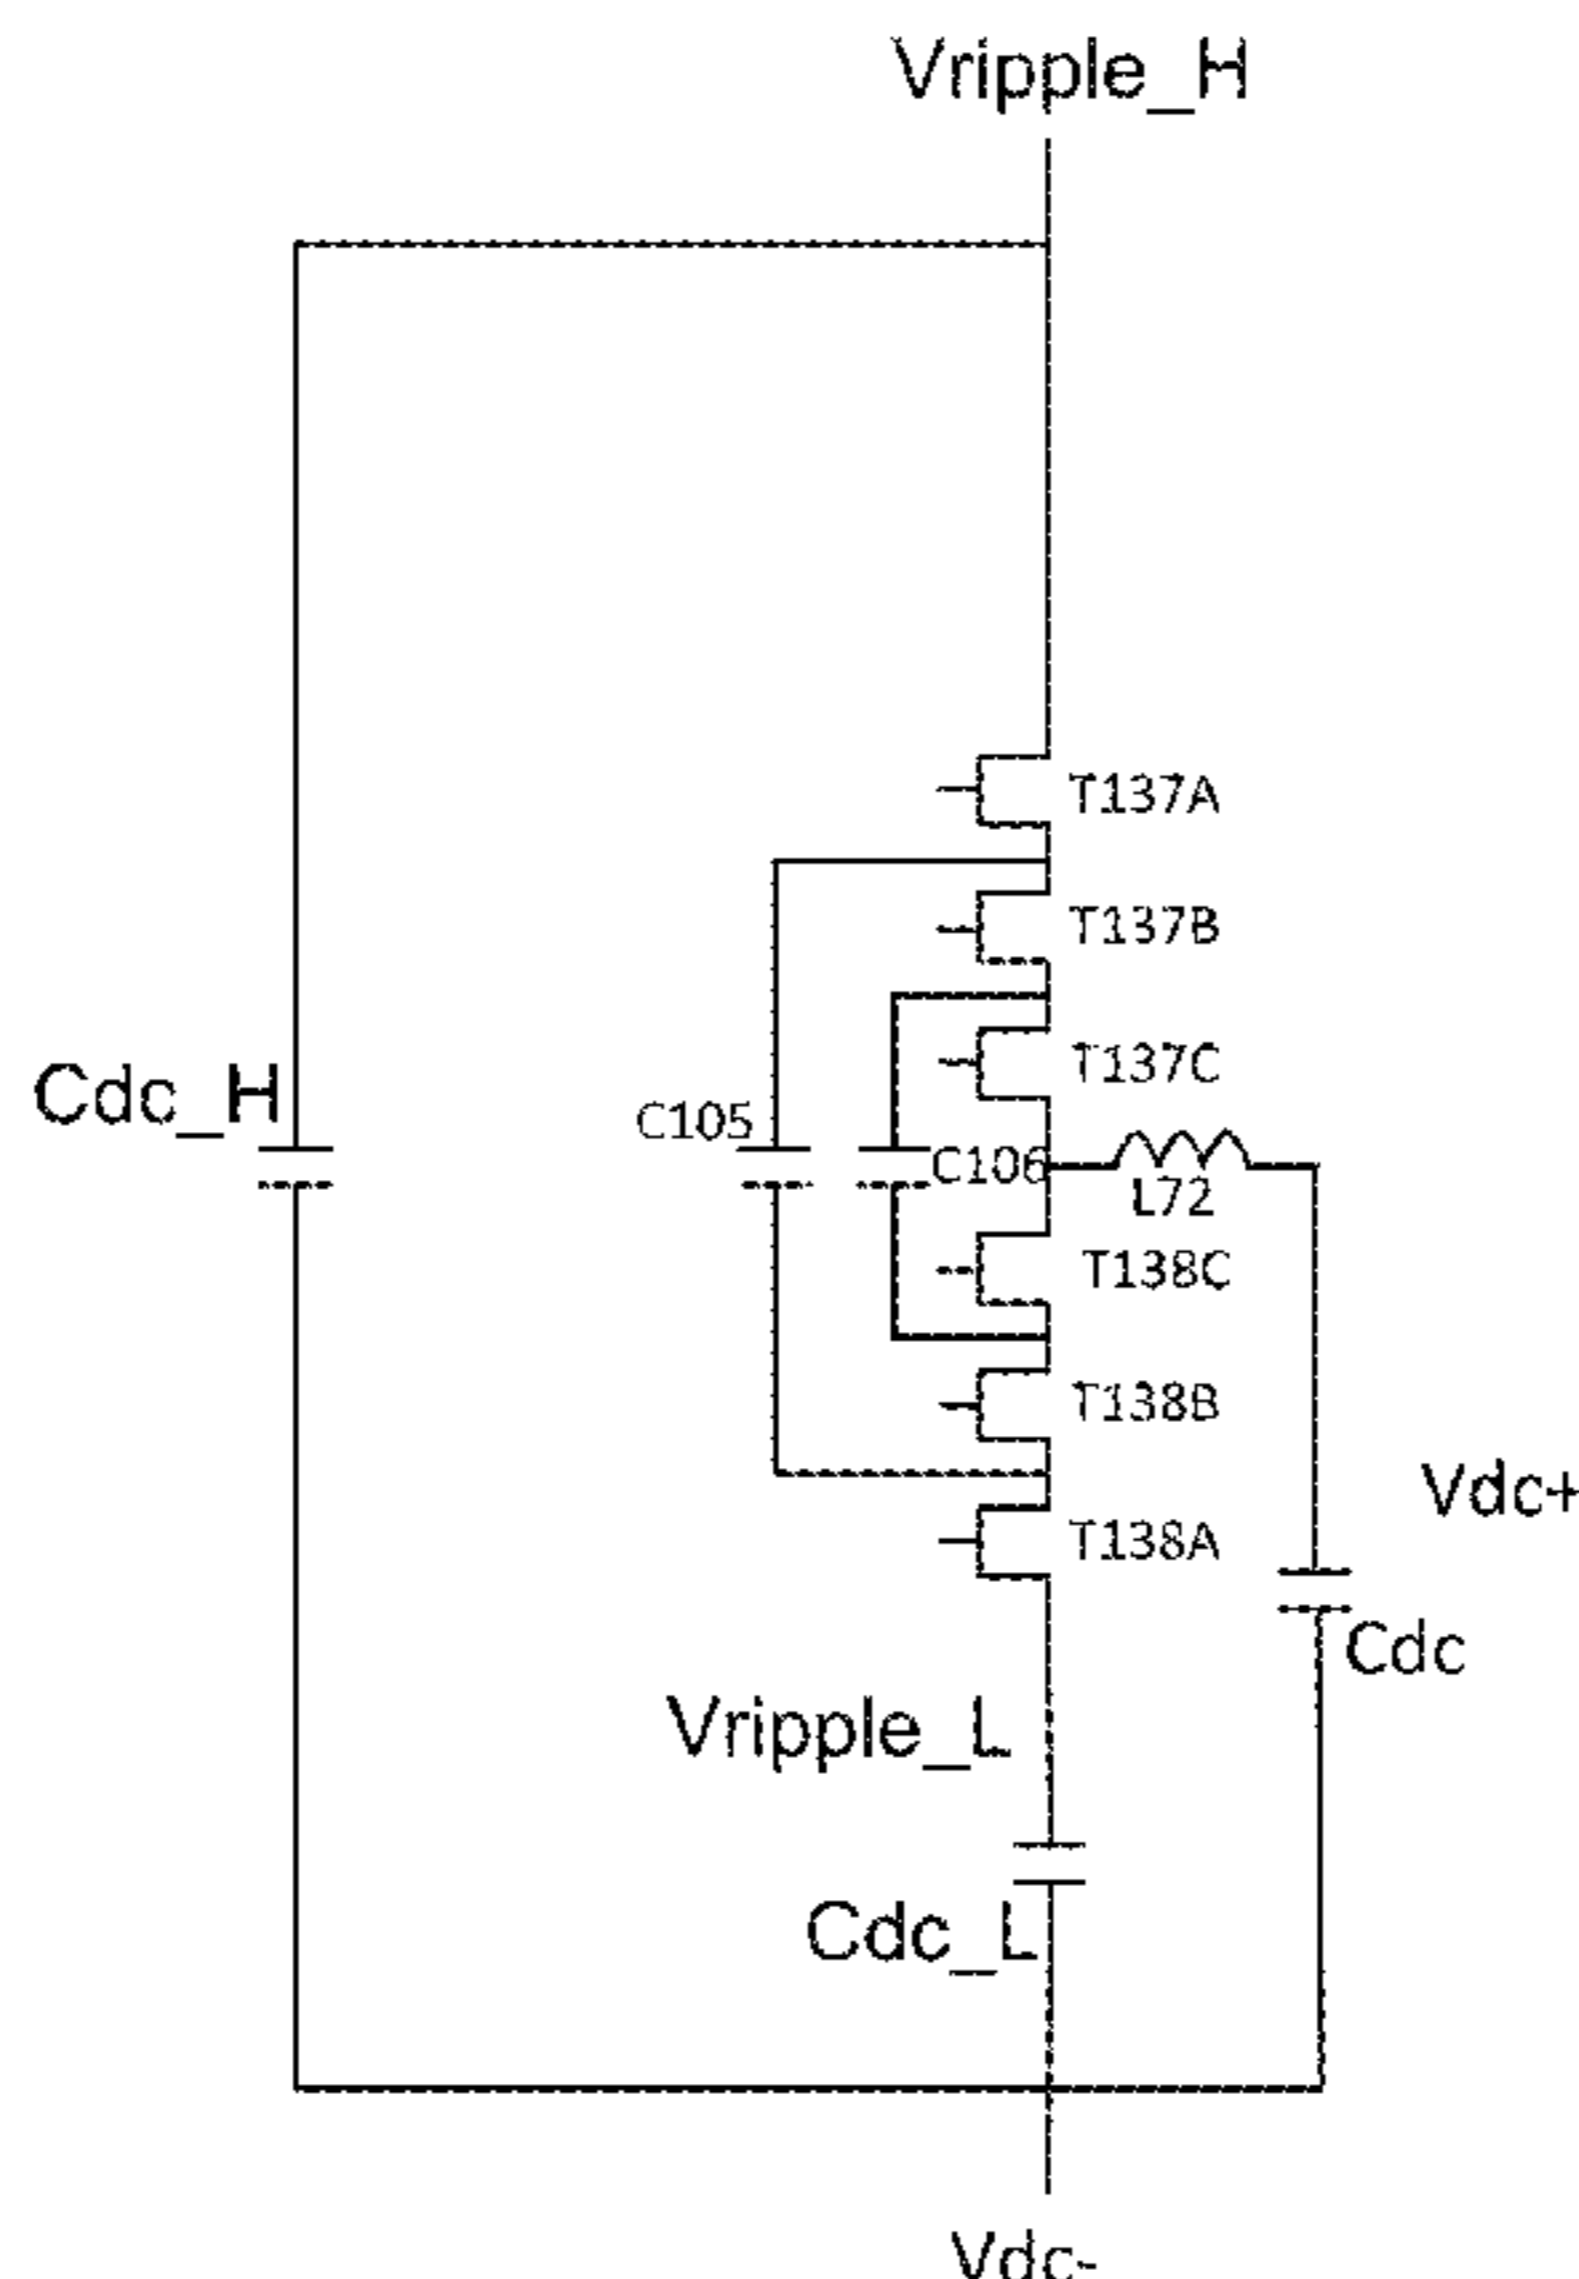 Vripple_H
T137A
T137B
T137C
Cdc_H
C105
C106
L72
T138C
T138B
Vdc+
T138A
Cdc
Vripple_L
Cdc_L
Vdc-